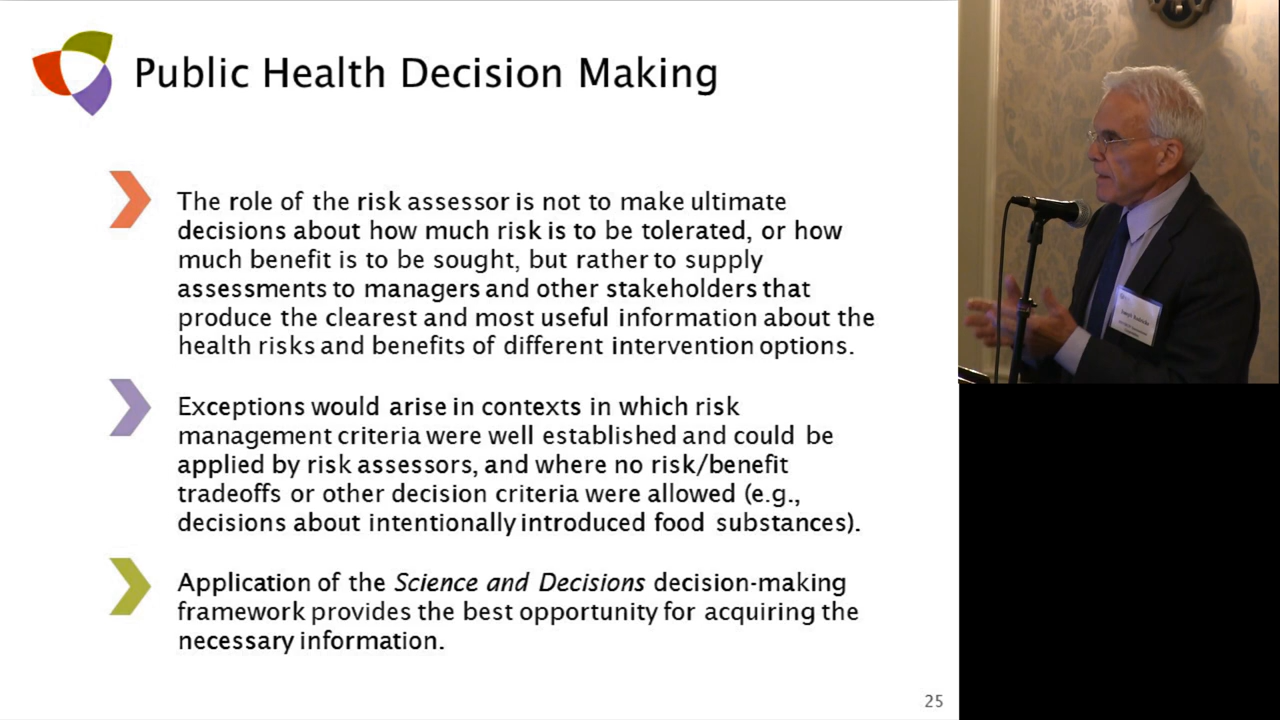 Public Health Decision Making
The role of the risk assessor is not to make ultimate
decisions about how much risk is to be tolerated, or how
much benefit is to be sought, but rather to supply
assessments to managers and other stakeholders that
produce the clearest and most useful information about the
health risks and benefits of different intervention options.
Exceptions would arise in contexts in which risk
management criteria were well established and could be
applied by risk assessors, and where no risk/benefit
tradeoffs or other decision criteria were allowed (e.g.,
decisions about intentionally introduced food substances).
Application of the Science and Decisions decision-making
framework provides the best opportunity for acquiring the
necessary information.
25